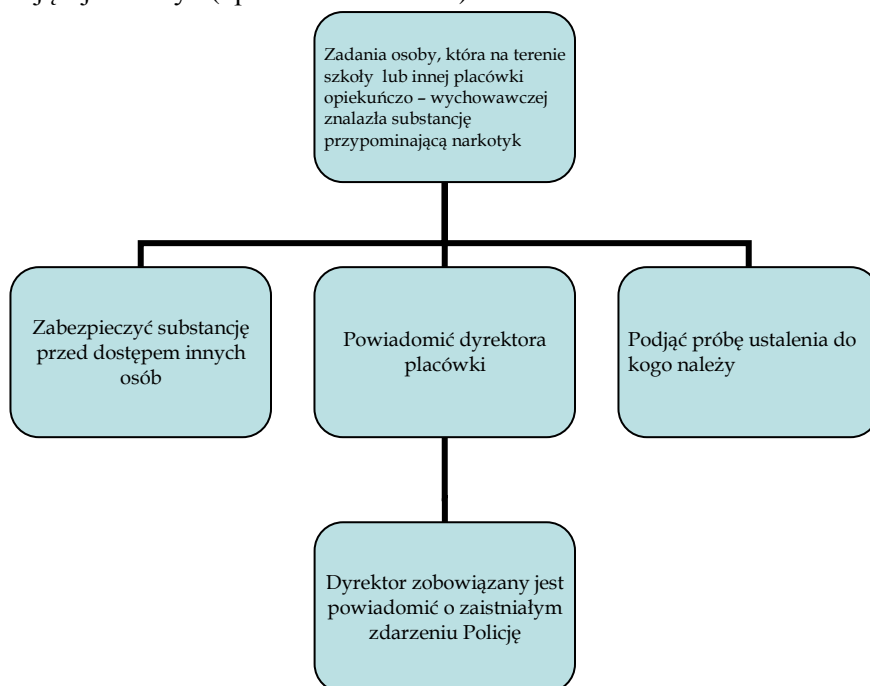 Zadania osoby, która na terenie
szkoły lub innej placówki
opiekuńczo – wychowawczej
znalazła substancję
przypominającą narkotyk
Zabezpieczyć substancję
przed dostępem innych
osób
Powiadomić dyrektora
placówki
Podjąć próbę ustalenia do
kogo należy
Dyrektor zobowiązany jest
powiadomić o zaistniałym
zdarzeniu Policję